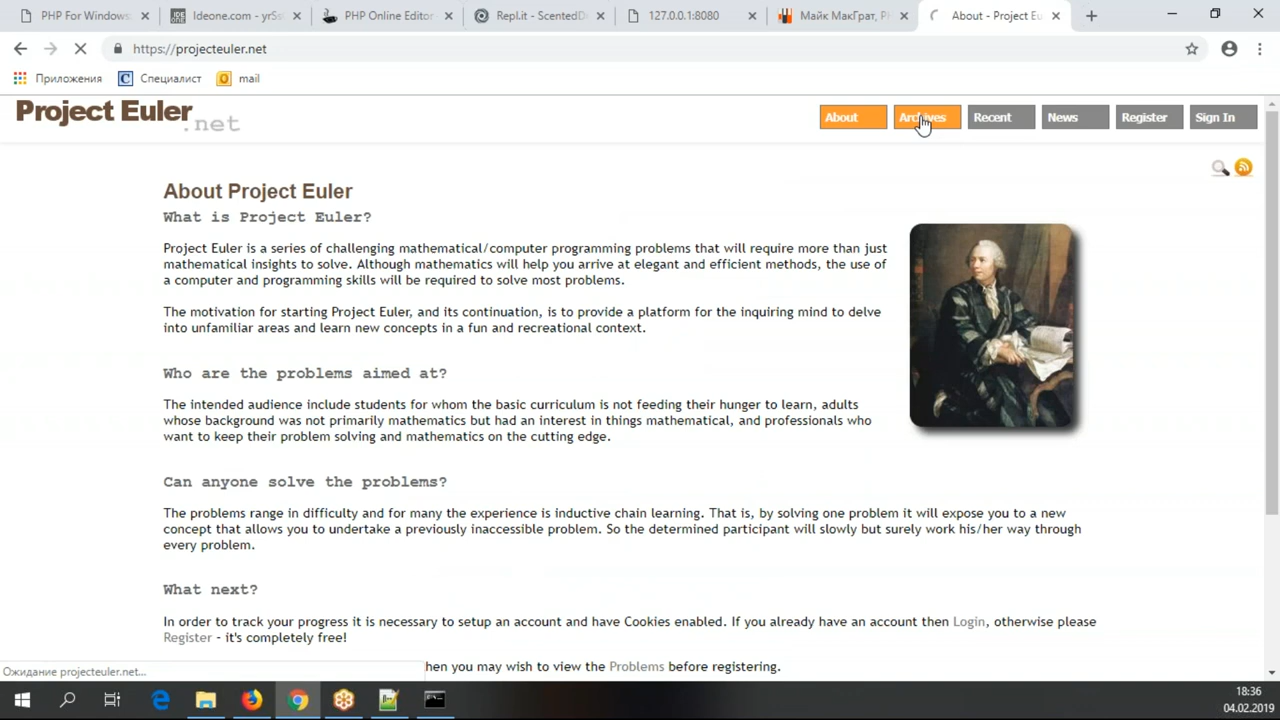 PHP For Windows:
Ideone.com - yrSs
PHP Online Editor
Repl.it - ScentedD
127.0.0.1:8080
Майк МакГрат, PH
About - Project Eu
https://projecteuler.net
Приложения
Специалист
mail
Project Euler
.net
About
Archives
Recent
News
Register
Sign In
About Project Euler
What is Project Euler?
Project Euler is a series of challenging mathematical/computer programming problems that will require more than just
mathematical insights to solve. Although mathematics will help you arrive at elegant and efficient methods, the use of
a computer and programming skills will be required to solve most problems.
The motivation for starting Project Euler, and its continuation, is to provide a platform for the inquiring mind to delve
into unfamiliar areas and learn new concepts in a fun and recreational context.
Who are the problems aimed at?
The intended audience include students for whom the basic curriculum is not feeding their hunger to learn, adults
whose background was not primarily mathematics but had an interest in things mathematical, and professionals who
want to keep their problem solving and mathematics on the cutting edge.
Can anyone solve the problems?
The problems range in difficulty and for many the experience is inductive chain learning. That is, by solving one problem it will expose you to a new
concept that allows you to undertake a previously inaccessible problem. So the determined participant will slowly but surely work his/her way through
every problem.
What next?
In order to track your progress it is necessary to setup an account and have Cookies enabled. If you already have an account then Login, otherwise please
Register - it's completely free!
hen you may wish to view the Problems before registering.
Ожидание projecteuler.net...
18:36
04.02.2019